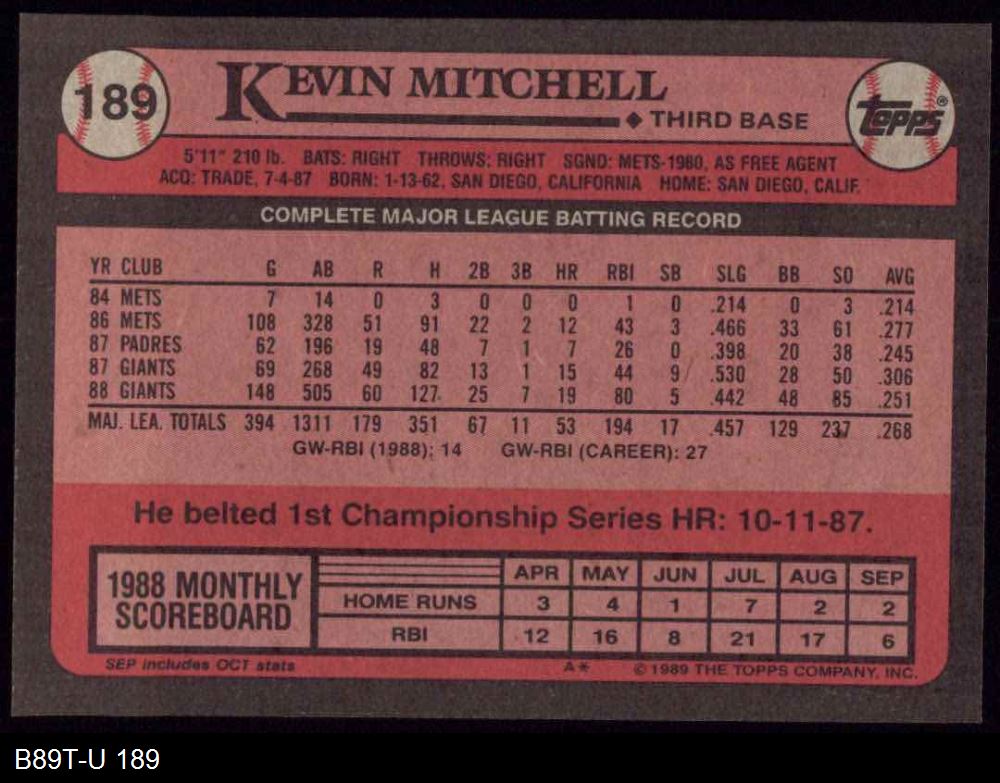 189
KEVIN MITCHELL
THIRD BASE
TOPPS®
5'11" 210 lb. BATS: RIGHT THROWS: RIGHT SGND: METS-1980, AS FREE AGENT
ACQ: TRADE, 7-4-87 BORN: 1-13-62, SAN DIEGO, CALIFORNIA HOME: SAN DIEGO, CALIF.
COMPLETE MAJOR LEAGUE BATTING RECORD
YR CLUB G AB R H 2B 3B HR RBI SB SLG BB SO AVG
84 METS 7 14 0 3 0 0 0 1 0 .214 0 3 .214
86 METS 108 328 51 91 22 2 12 43 3 .466 33 61 .277
87 PADRES 62 196 19 48 7 1 7 26 0 .398 20 38 .245
87 GIANTS 69 268 49 82 13 1 15 44 9 .530 28 50 .306
88 GIANTS 148 505 60 127 25 7 19 80 5 .442 48 85 .251
MAJ. LEA. TOTALS 394 1311 179 351 67 11 53 194 17 .457 129 237 .268
GW-RBI (1988): 14 GW-RBI (CAREER): 27
He belted 1st Championship Series HR: 10-11-87.
1988 MONTHLY
SCOREBOARD
APR MAY JUN JUL AUG SEP
HOME RUNS 3 4 1 7 2 2
RBI 12 16 8 21 17 6
SEP includes OCT stats
A* © 1989 THE TOPPS COMPANY, INC.
B89T-U 189